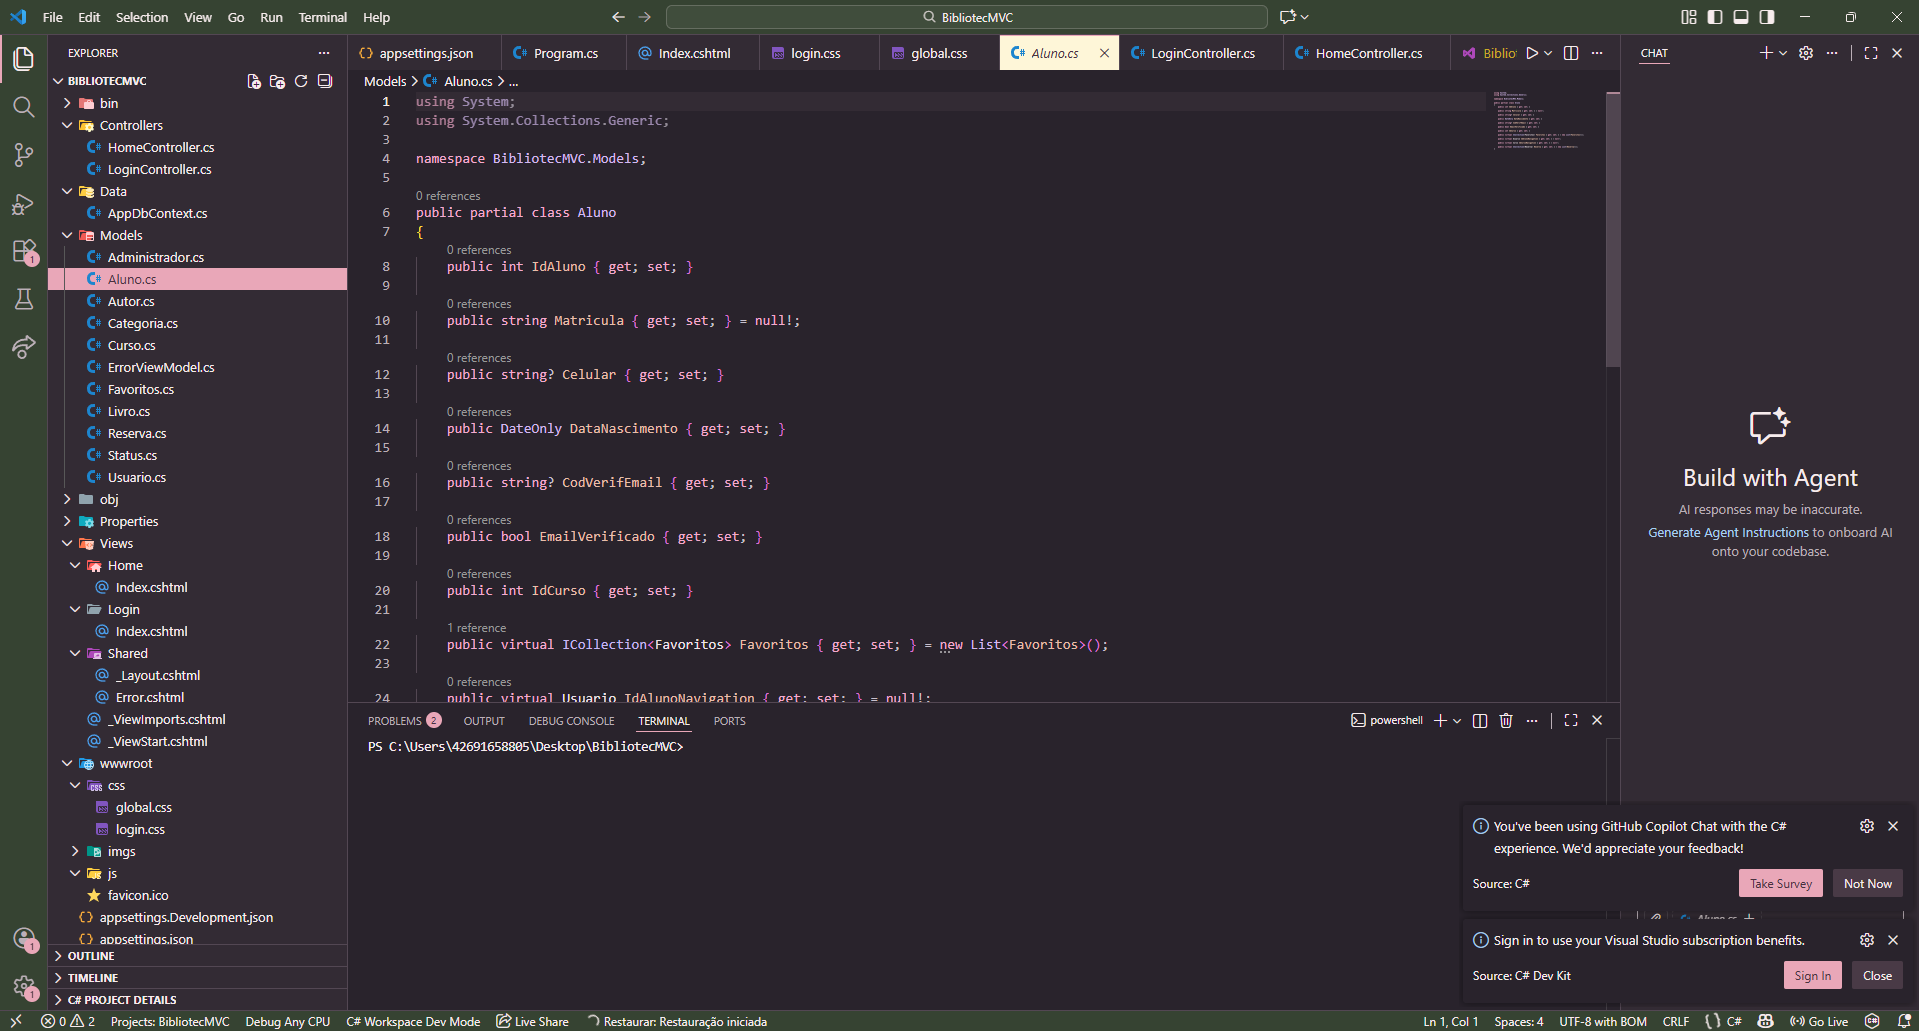 File Edit Selection View Go Run Terminal Help
BibliotecMVC
EXPLORER
BIBLIOTECMVC
bin
Controllers
HomeController.cs
LoginController.cs
Data
AppDbContext.cs
Models
Administrador.cs
Aluno.cs
Autor.cs
Categoria.cs
Curso.cs
ErrorViewModel.cs
Favoritos.cs
Livro.cs
Reserva.cs
Status.cs
Usuario.cs
obj
Properties
Views
Home
Index.cshtml
Login
Index.cshtml
Shared
_Layout.cshtml
Error.cshtml
_ViewImports.cshtml
_ViewStart.cshtml
wwwroot
css
global.css
login.css
imgs
js
favicon.ico
appsettings.Development.json
appsettings.json
OUTLINE
TIMELINE
C# PROJECT DETAILS
appsettings.json Program.cs Index.cshtml login.css global.css Aluno.cs LoginController.cs HomeController.cs Bibliot
Models > Aluno.cs > ...
1 using System;
2 using System.Collections.Generic;
3
4 namespace BibliotecMVC.Models;
5
0 references
6 public partial class Aluno
7 {
0 references
8 public int IdAluno { get; set; }
9
0 references
10 public string Matricula { get; set; } = null!;
11
0 references
12 public string? Celular { get; set; }
13
0 references
14 public DateOnly DataNascimento { get; set; }
15
0 references
16 public string? CodVerifEmail { get; set; }
17
0 references
18 public bool EmailVerificado { get; set; }
19
0 references
20 public int IdCurso { get; set; }
21
1 reference
22 public virtual ICollection<Favoritos> Favoritos { get; set; } = new List<Favoritos>();
23
0 references
24 public virtual Usuario IdAlunoNavigation { get; set; } = null!;
PROBLEMS 2 OUTPUT DEBUG CONSOLE TERMINAL PORTS
powershell
PS C:\Users\42691658805\Desktop\BibliotecMVC>
CHAT
Build with Agent
AI responses may be inaccurate.
Generate Agent Instructions to onboard AI
onto your codebase.
You've been using GitHub Copilot Chat with the C#
experience. We'd appreciate your feedback!
Source: C#
Take Survey
Not Now
Aluno.cs
Sign in to use your Visual Studio subscription benefits.
Source: C# Dev Kit
Sign In
Close
1
1
1
0 2 Projects: BibliotecMVC Debug Any CPU C# Workspace Dev Mode Live Share Restaurar: Restauração iniciada
Ln 1, Col 1 Spaces: 4 UTF-8 with BOM CRLF {} C# Go Live